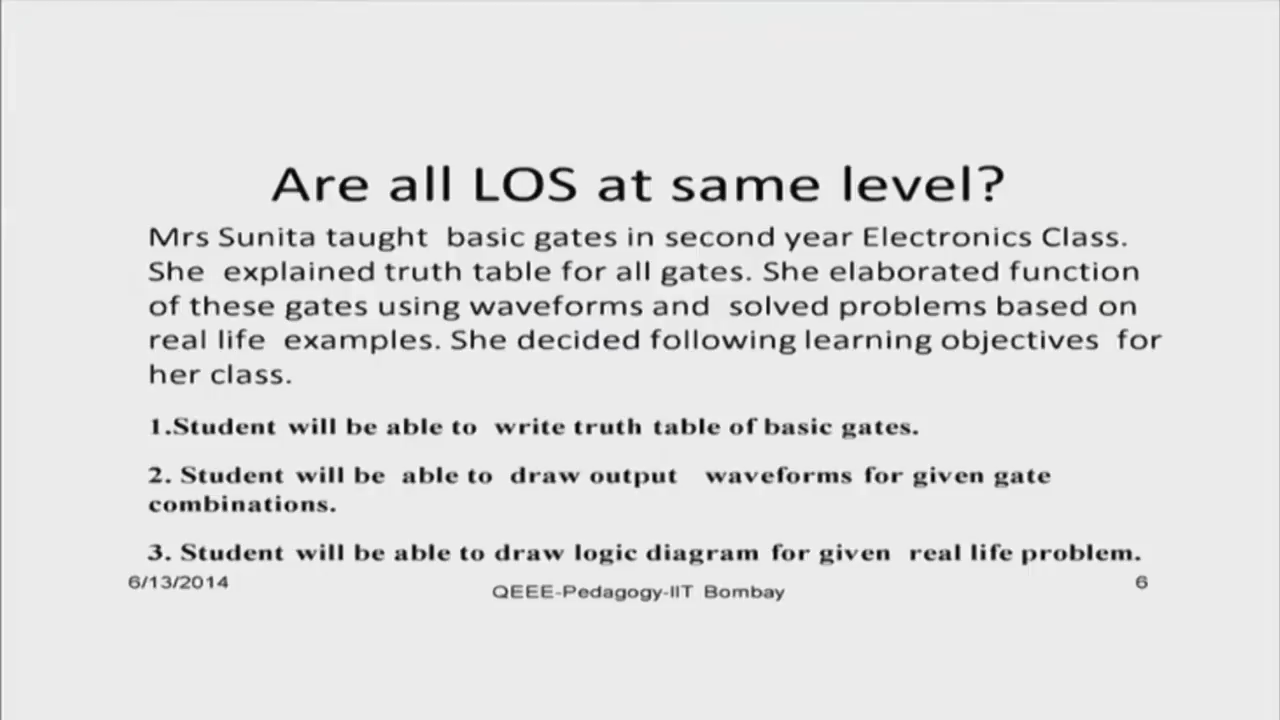 Are all LOS at same level?
Mrs Sunita taught basic gates in second year Electronics Class.
She explained truth table for all gates. She elaborated function
of these gates using waveforms and solved problems based on
real life examples. She decided following learning objectives for
her class.
1.Student will be able to write truth table of basic gates.
2. Student will be able to draw output waveforms for given gate
combinations.
3. Student will be able to draw logic diagram for given real life problem.
6/13/2014
QEEE-Pedagogy-IIT Bombay
6